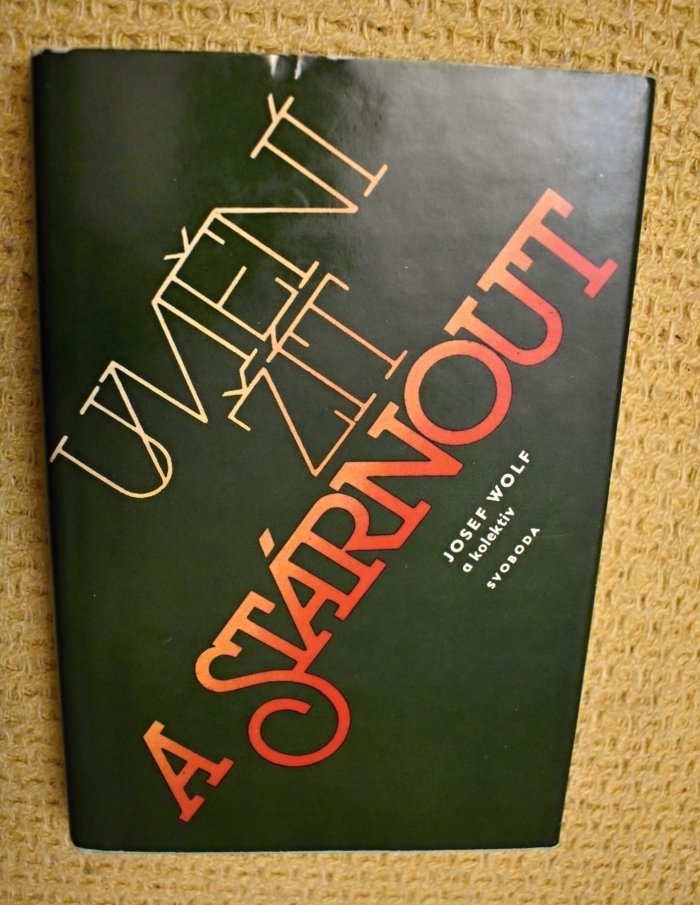 UMĚNÍ
ŽÍT
A STÁRNOUT
JOSEF WOLF
a kolektiv
SVOBODA